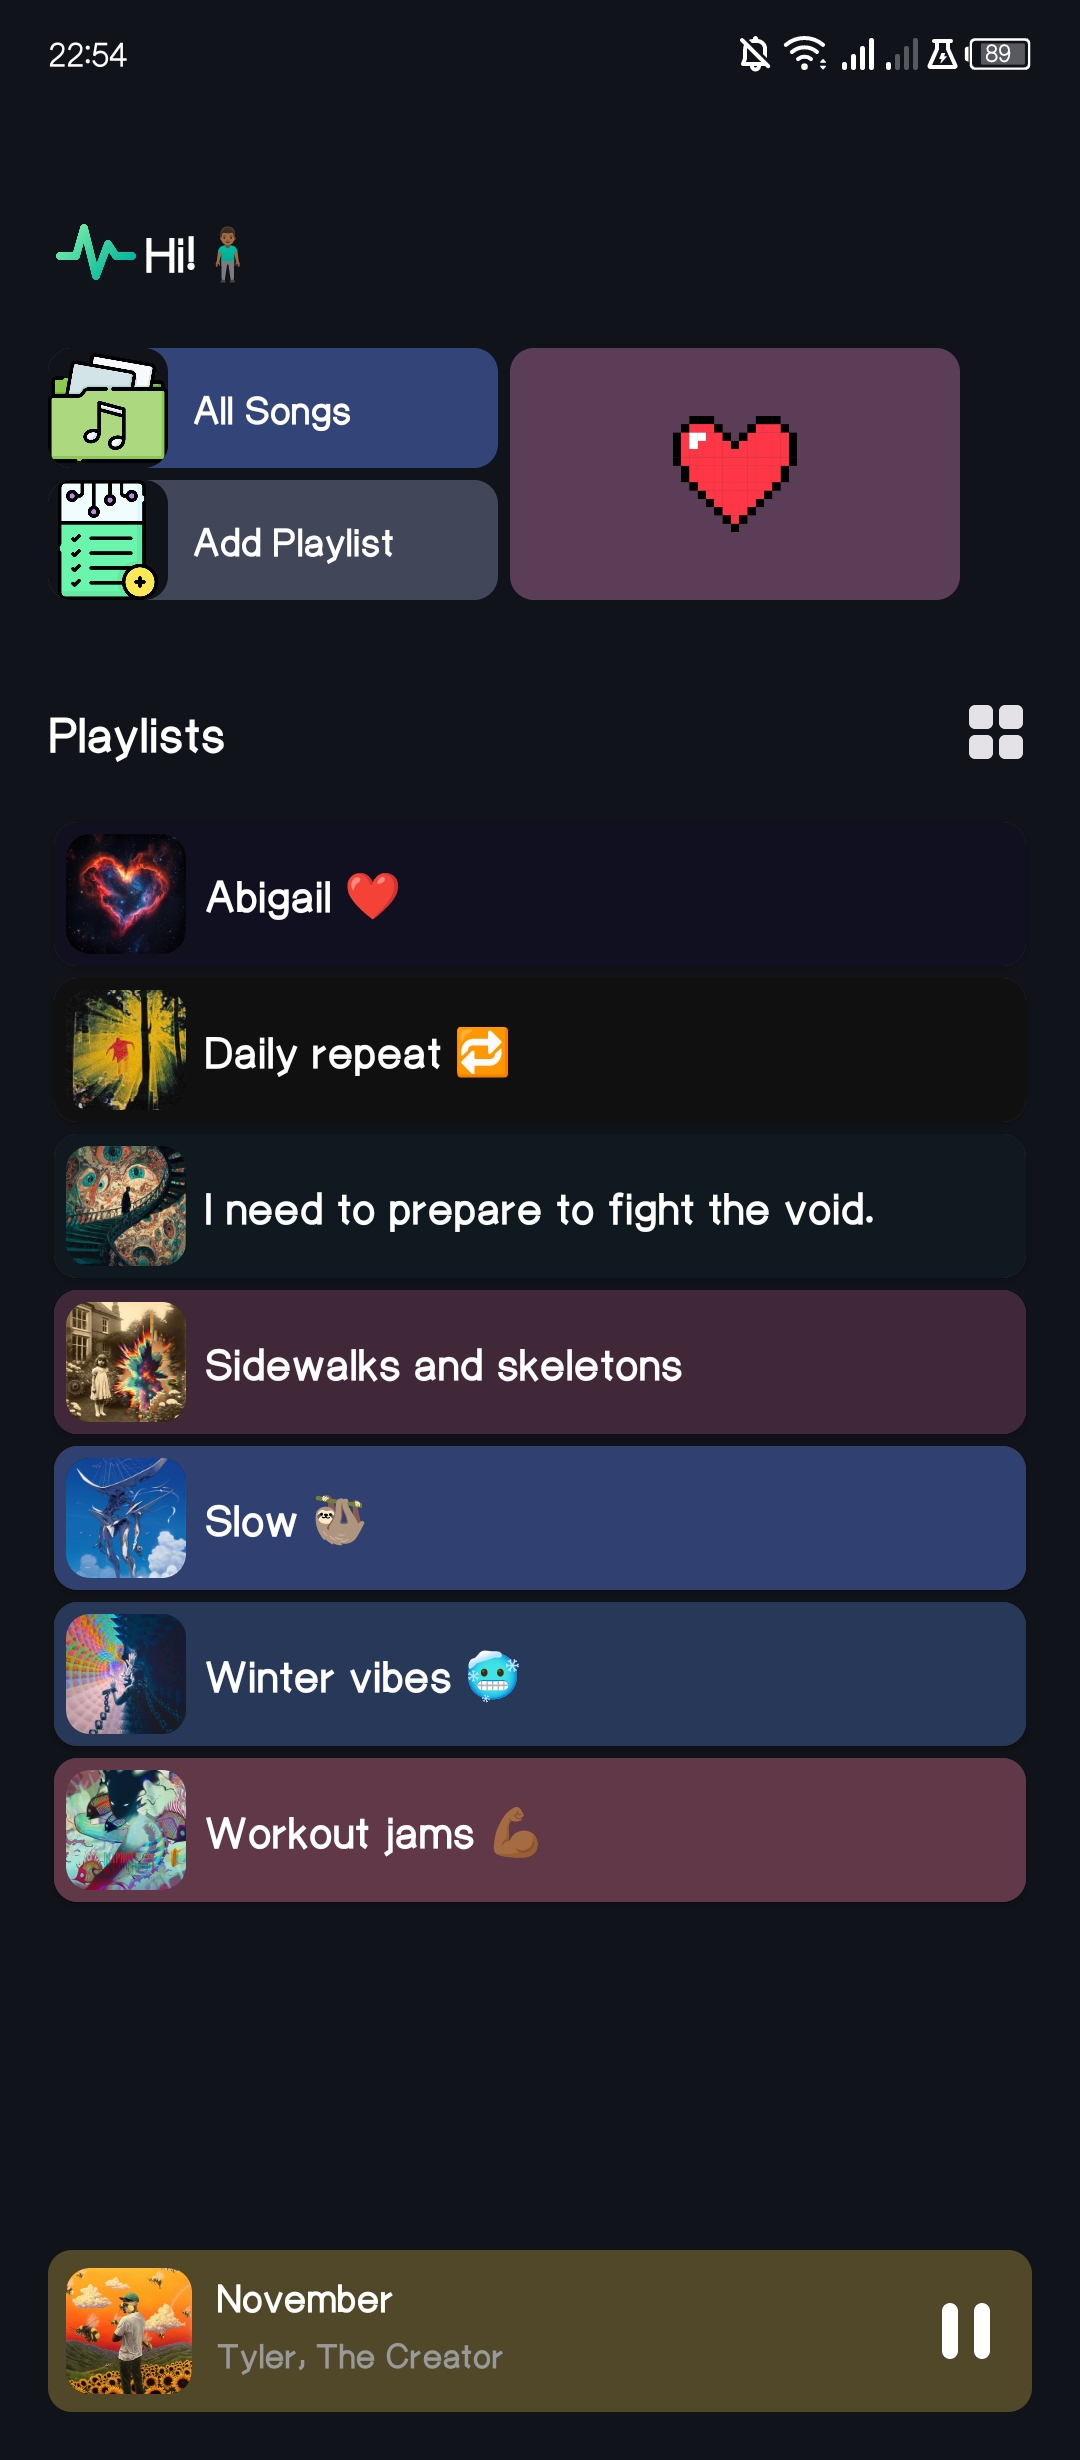 22:54
89
Hi! 🧍🏾‍♂️
All Songs
Add Playlist
Playlists
Abigail ❤️
Daily repeat 🔁
I need to prepare to fight the void.
Sidewalks and skeletons
Slow 🦥
Winter vibes 🥶
Workout jams 💪🏾
November
Tyler, The Creator